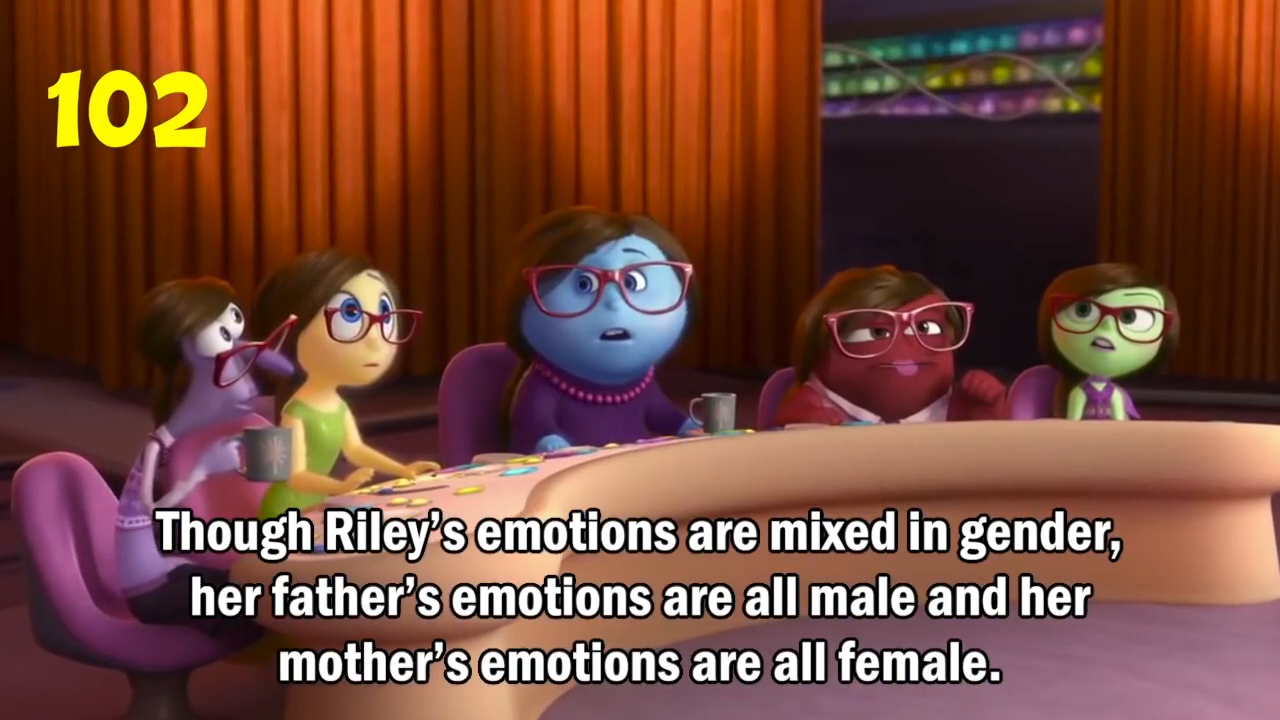 102
Though Riley’s emotions are mixed in gender,
her father’s emotions are all male and her
mother’s emotions are all female.